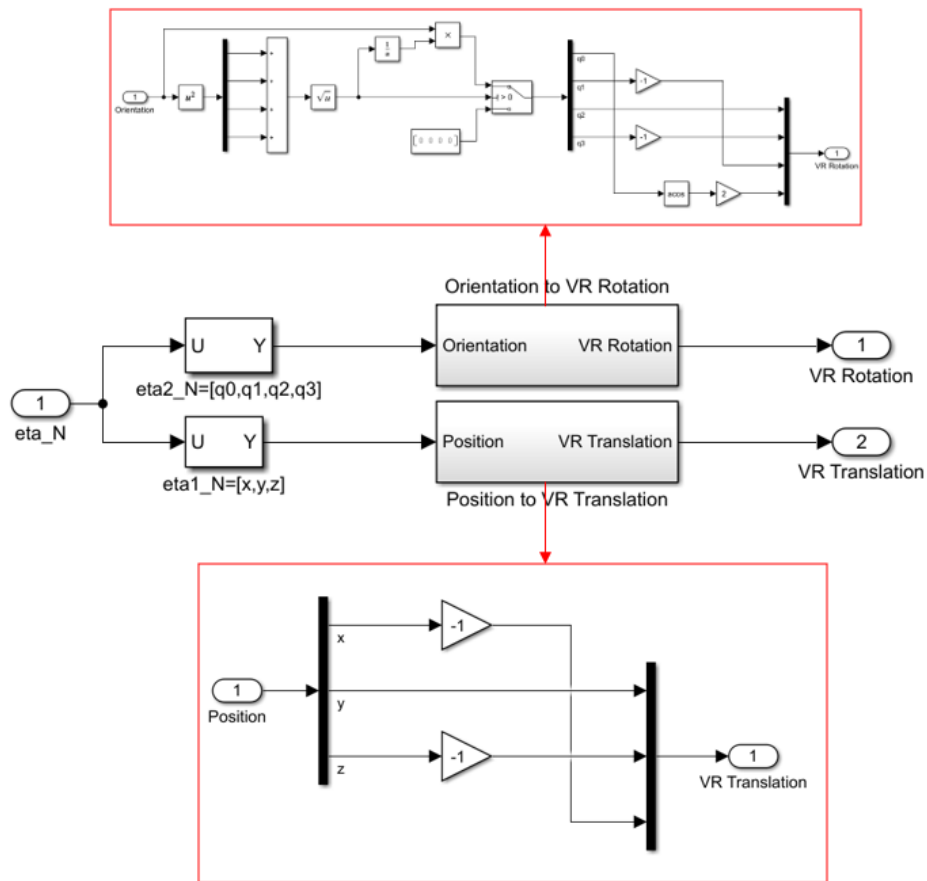 1
Orientation
u²
+
+
+
+
√u
1
u
×
> 0
[ 0 0 0 0 ]
q0
q1
q2
q3
-1
-1
acos
2
1
VR Rotation
Orientation to VR Rotation
1
eta_N
U Y
eta2_N=[q0,q1,q2,q3]
Orientation VR Rotation
1
VR Rotation
U Y
eta1_N=[x,y,z]
Position VR Translation
2
VR Translation
Position to VR Translation
1
Position
x
y
z
-1
-1
1
VR Translation